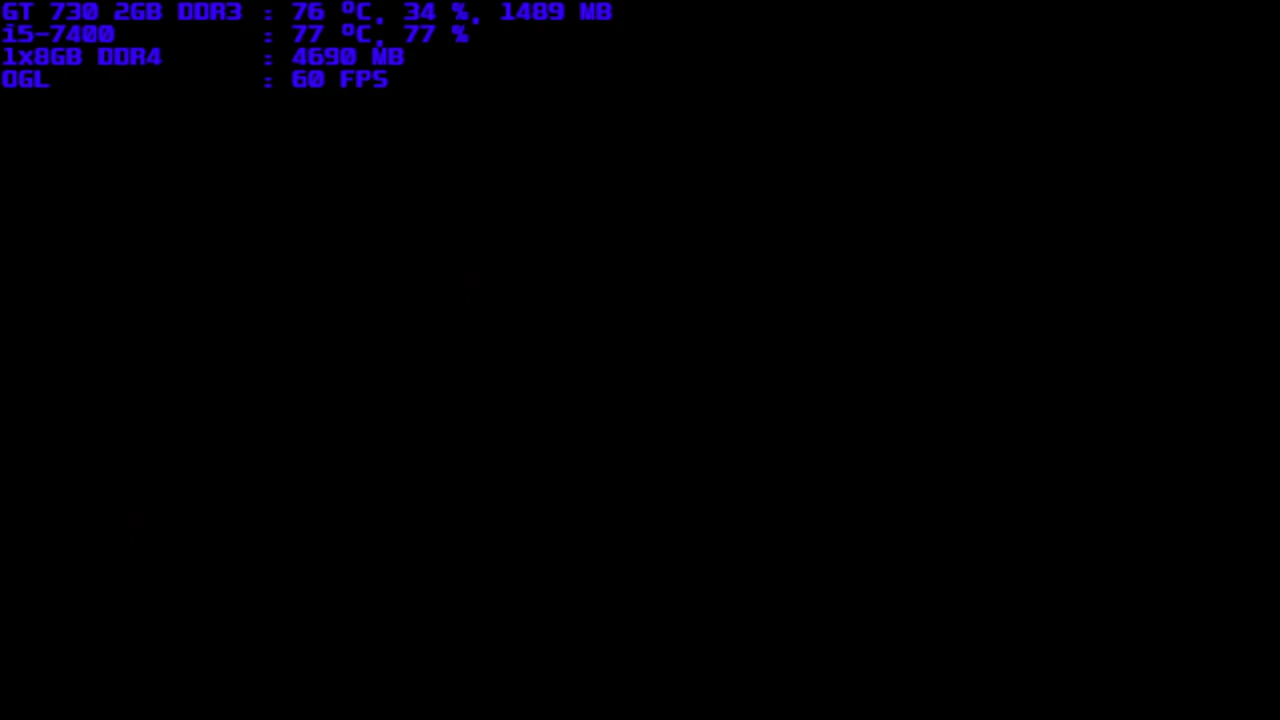 GT 730 2GB DDR3 : 76 ºC, 34 %, 1489 MB
i5-7400 : 77 ºC, 77 %
1x8GB DDR4 : 4690 MB
OGL : 60 FPS